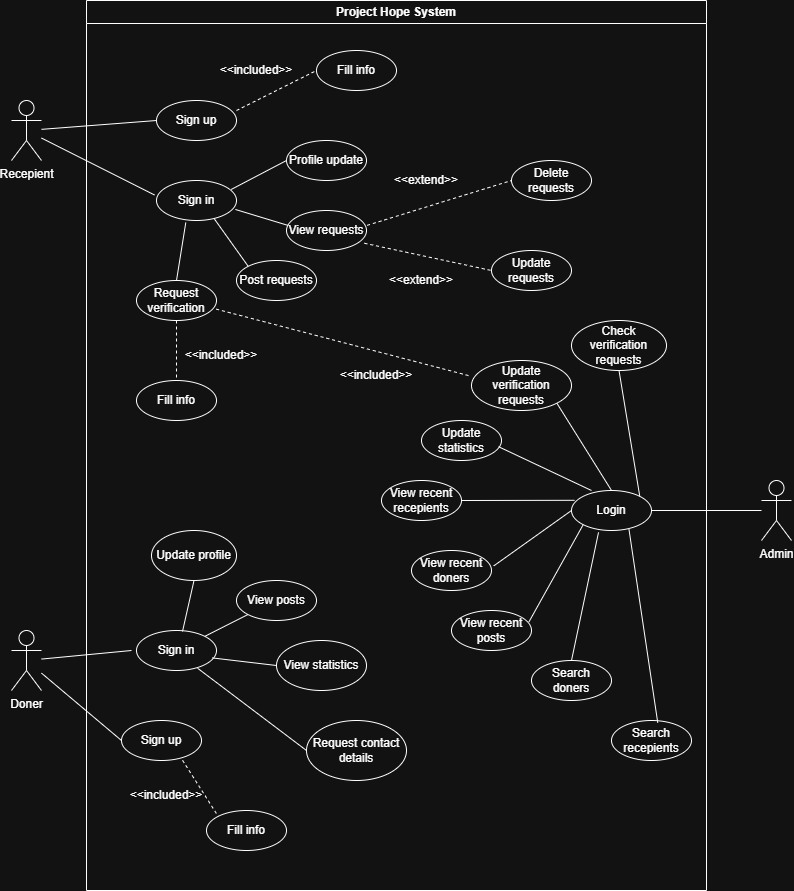 Project Hope System
<<included>>
Fill info
Sign up
Recepient
Profile update
<<extend>>
Delete
requests
Sign in
View requests
Update
requests
<<extend>>
Post requests
Request
verification
Check
verification
requests
<<included>>
<<included>>
Update
verification
requests
Fill info
Update
statistics
View recent
recepients
Login
Admin
Update profile
View recent
doners
View posts
View recent
posts
Sign in
View statistics
Search
doners
Doner
Sign up
Request contact
details
Search
recepients
<<included>>
Fill info